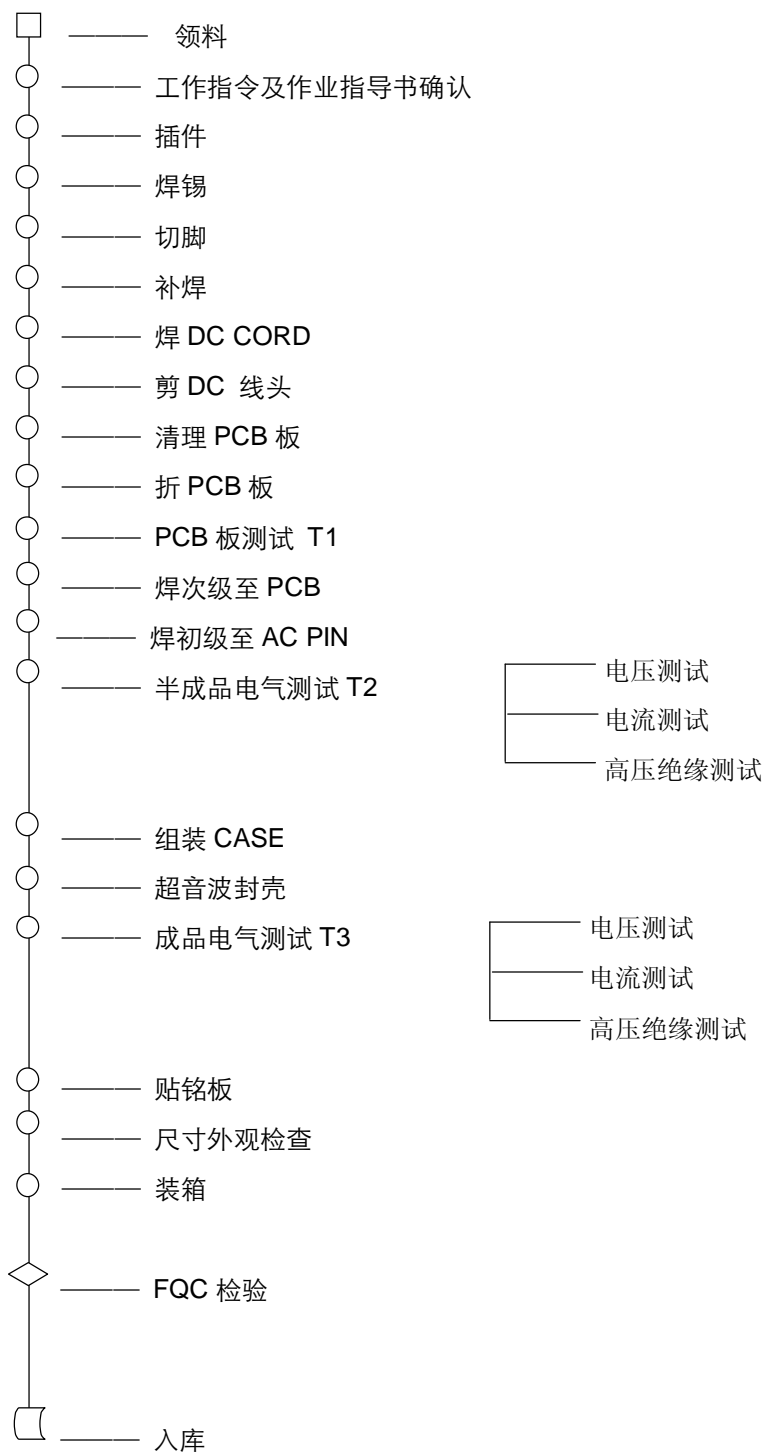 领料
工作指令及作业指导书确认
插件
焊锡
切脚
补焊
焊 DC CORD
剪 DC 线头
清理 PCB 板
折 PCB 板
PCB 板测试 T1
焊次级至 PCB
焊初级至 AC PIN
半成品电气测试 T2
电压测试
电流测试
高压绝缘测试
组装 CASE
超音波封壳
成品电气测试 T3
电压测试
电流测试
高压绝缘测试
贴铭板
尺寸外观检查
装箱
FQC 检验
入库